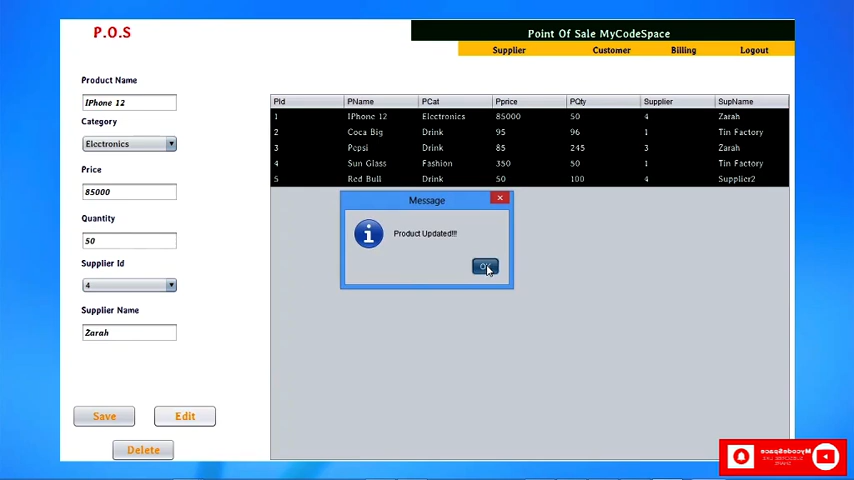 P.O.S
Point Of Sale MyCodeSpace
Supplier Customer Billing Logout
Product Name
IPhone 12
Category
Electronics
Price
85000
Quantity
50
Supplier Id
4
Supplier Name
Zarah
Save Edit
Delete
PId PName PCat Pprice PQty Supplier SupName
1 IPhone 12 Electronics 85000 50 4 Zarah
2 Coca Big Drink 95 96 1 Tin Factory
3 Pepsi Drink 85 245 3 Zarah
4 Sun Glass Fashion 350 50 1 Tin Factory
5 Red Bull Drink 50 100 4 Supplier2
Message
Product Updated!!!
MycodeSpace